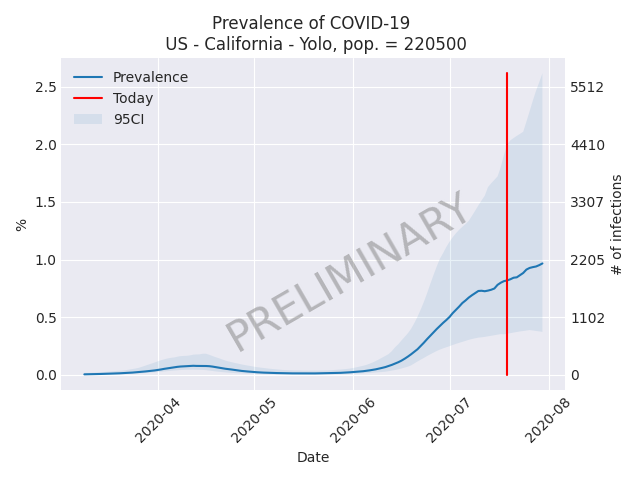 Prevalence of COVID-19
US - California - Yolo, pop. = 220500
Prevalence
Today
95CI
2.5
2.0
1.5
1.0
0.5
0.0
%
5512
4410
3307
2205
1102
0
# of infections
PRELIMINARY
2020-04
2020-05
2020-06
2020-07
2020-08
Date